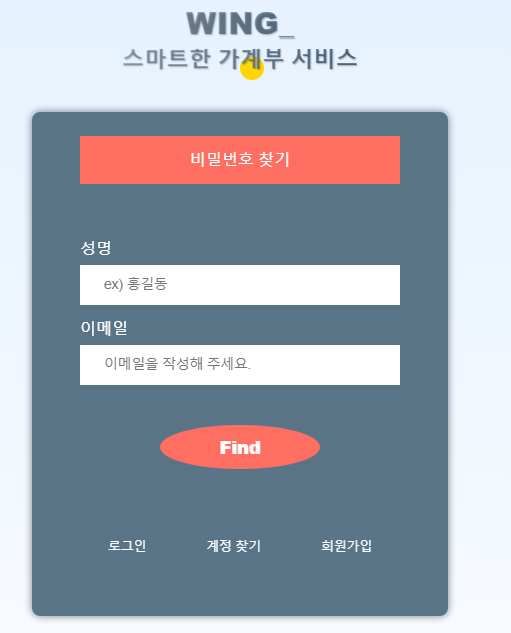 WING_
스마트한 가계부 서비스
비밀번호 찾기
성명
ex) 홍길동
이메일
이메일을 작성해 주세요.
Find
로그인 계정 찾기 회원가입